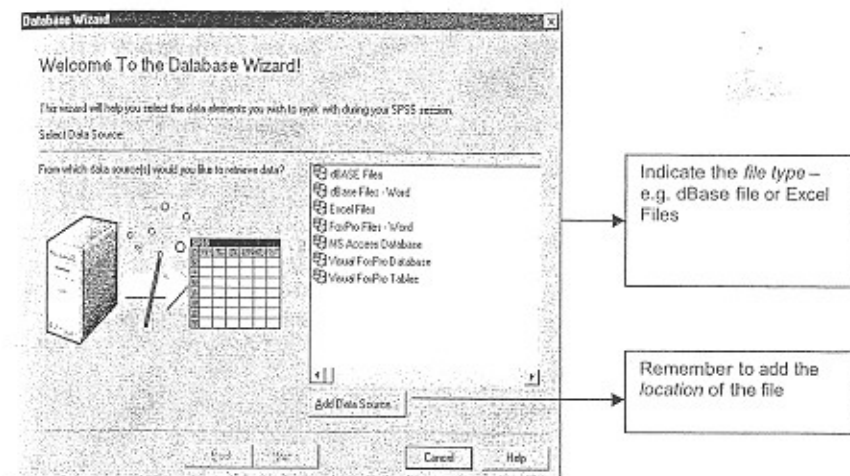 Database Wizard
Welcome To the Database Wizard!
This wizard will help you select the data elements you wish to work with during your SPSS session.
Select Data Source
From which data source(s) would you like to retrieve data?
SPSS
dBASE Files
dBase Files - Word
Excel Files
FoxPro Files - Word
MS Access Database
Visual FoxPro Database
Visual FoxPro Tables
Add Data Source
Cancel
Help
Indicate the file type –
e.g. dBase file or Excel
Files
Remember to add the
location of the file